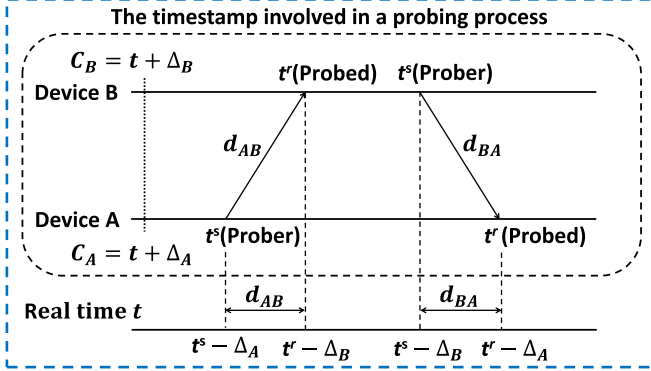 The timestamp involved in a probing process
C_B = t + Δ_B
t^r(Probed) t^s(Prober)
Device B
d_AB
d_BA
Device A
t^s(Prober)
t^r (Probed)
C_A = t + Δ_A
d_AB
d_BA
Real time t
t^s − Δ_A t^r − Δ_B t^s − Δ_B t^r − Δ_A